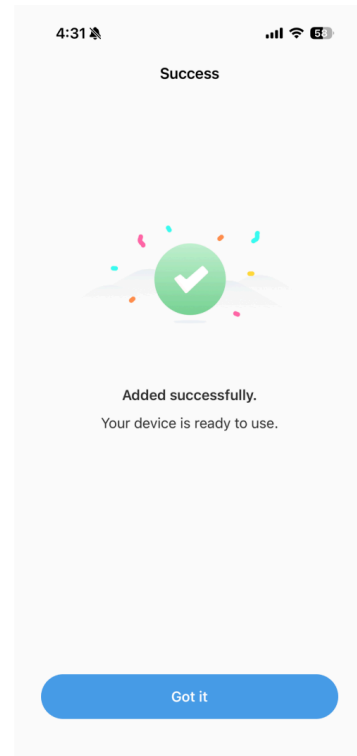 4:31 58
Success
Added successfully.
Your device is ready to use.
Got it